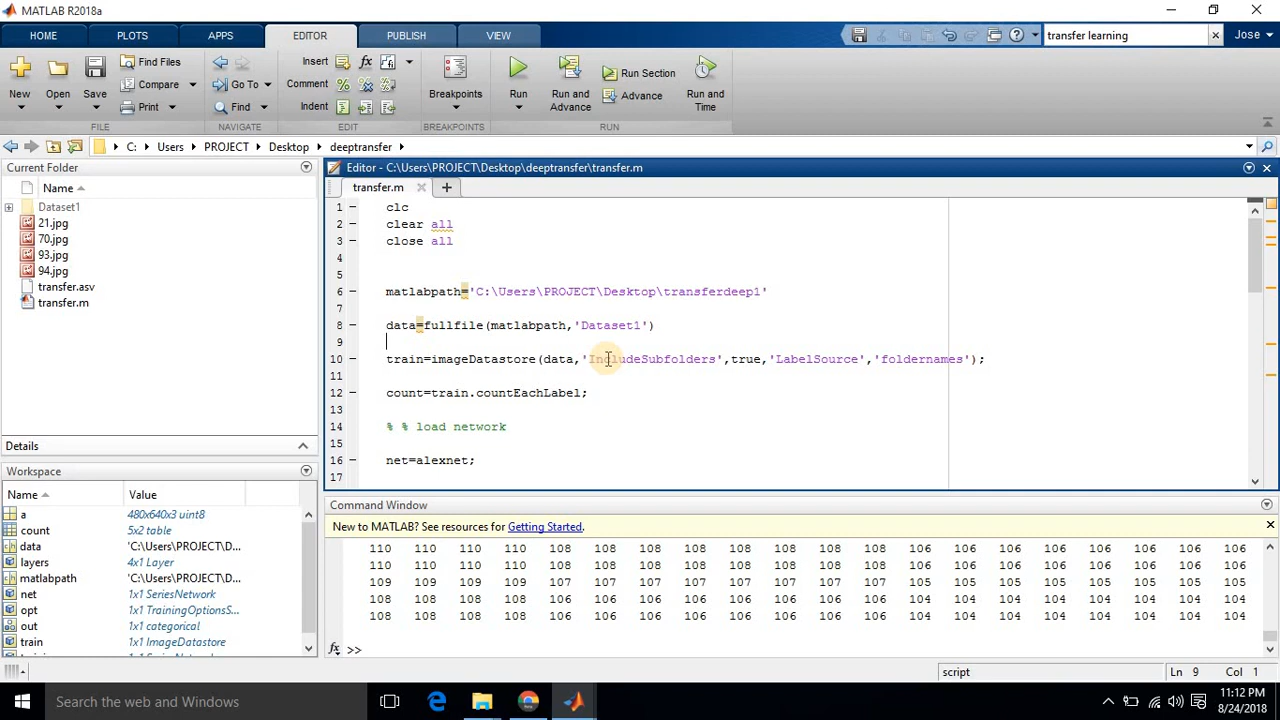 MATLAB R2018a
HOME PLOTS APPS EDITOR PUBLISH VIEW transfer learning Jose
New Open Save Find Files Compare Print Go To Find Insert Comment Indent Breakpoints Run Run and Advance Run Section Advance Run and Time
FILE NAVIGATE EDIT BREAKPOINTS RUN
C: Users PROJECT Desktop deeptransfer
Current Folder
Name
Dataset1
21.jpg
70.jpg
93.jpg
94.jpg
transfer.asv
transfer.m
Details
Workspace
Name Value
a 480x640x3 uint8
count 5x2 table
data 'C:\Users\PROJECT\D...
layers 4x1 Layer
matlabpath 'C:\Users\PROJECT\D...
net 1x1 SeriesNetwork
opt 1x1 TrainingOptionsS...
out 1x1 categorical
train 1x1 ImageDatastore
Editor - C:\Users\PROJECT\Desktop\deeptransfer\transfer.m
transfer.m
1 clc
2 clear all
3 close all
4
5
6 matlabpath='C:\Users\PROJECT\Desktop\transferdeep1'
7
8 data=fullfile(matlabpath,'Dataset1')
9
10 train=imageDatastore(data,'IncludeSubfolders',true,'LabelSource','foldernames');
11
12 count=train.countEachLabel;
13
14 % % load network
15
16 net=alexnet;
17
Command Window
New to MATLAB? See resources for Getting Started.
110 110 110 110 108 108 108 108 108 108 108 108 108 106 106 106 106 106 106 106
110 110 110 110 108 108 108 108 108 108 108 108 108 106 106 106 106 106 106 106
109 109 109 109 107 107 107 107 107 107 107 107 105 105 105 105 105 105 105 105
108 108 108 108 106 106 106 106 106 106 106 106 104 104 104 104 104 104 104 104
108 108 108 108 106 106 106 106 106 106 106 106 104 104 104 104 104 104 104 104
fx >>
script Ln 9 Col 1
Search the web and Windows
11:12 PM
8/24/2018